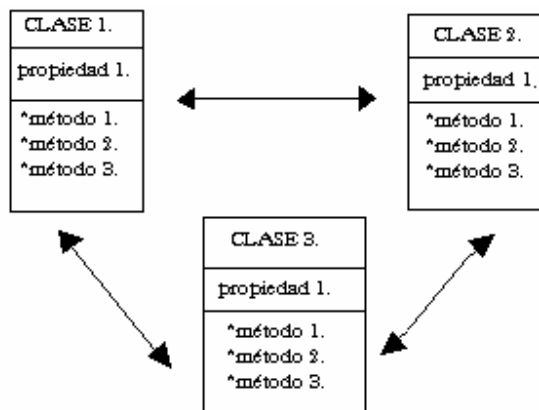 CLASE 1.
propiedad 1.
*método 1.
*método 2.
*método 3.
CLASE 2.
propiedad 1.
*método 1.
*método 2.
*método 3.
CLASE 3.
propiedad 1.
*método 1.
*método 2.
*método 3.